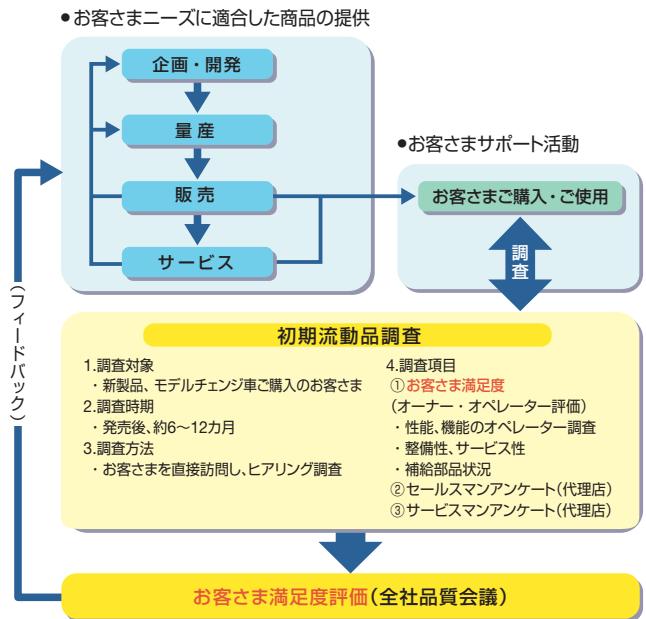 ●お客さまニーズに適合した商品の提供
企画・開発
量産
販売
サービス
●お客さまサポート活動
お客さまご購入・ご使用
調査
(フィードバック)
初期流動品調査
1.調査対象
・新製品、モデルチェンジ車ご購入のお客さま
2.調査時期
・発売後、約6〜12カ月
3.調査方法
・お客さまを直接訪問し、ヒアリング調査
4.調査項目
①お客さま満足度
(オーナー・オペレーター評価)
・性能、機能のオペレーター調査
・整備性、サービス性
・補給部品状況
②セールスマンアンケート(代理店)
③サービスマンアンケート(代理店)
お客さま満足度評価(全社品質会議)